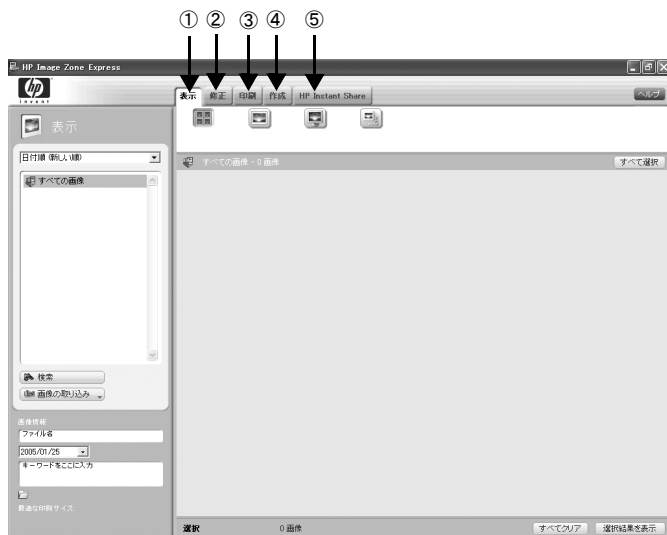 ① ② ③ ④ ⑤
HP Image Zone Express
hp
invent
表示 修正 印刷 作成 HP Instant Share
ヘルプ
表示
日付順 (新しい順)
すべての画像
検索
画像の取り込み
画像情報
ファイル名
2005/01/25
キーワードをここに入力
最適な印刷サイズ:
すべての画像 - 0 画像
すべて選択
選択 0 画像
すべてクリア 選択結果を表示